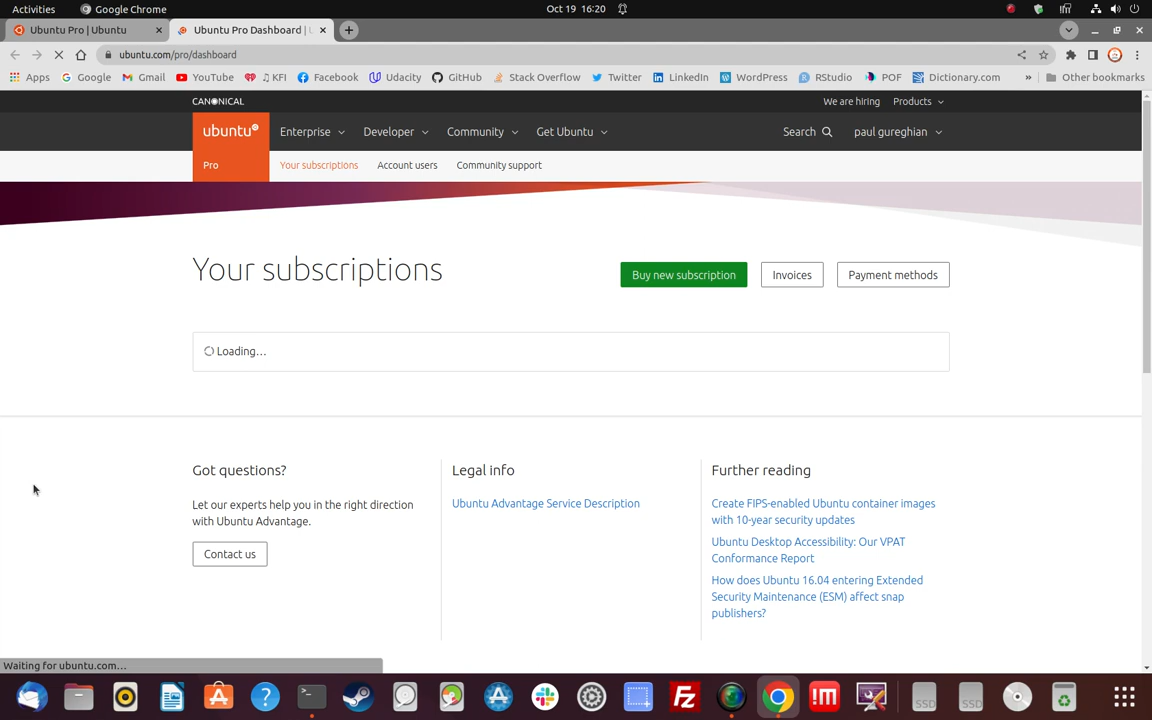 Activities
Google Chrome
Oct 19 16:20
Ubuntu Pro | Ubuntu
Ubuntu Pro Dashboard |
ubuntu.com/pro/dashboard
Apps
Google
Gmail
YouTube
♫ KFI
Facebook
Udacity
GitHub
Stack Overflow
Twitter
LinkedIn
WordPress
RStudio
POF
Dictionary.com
»
Other bookmarks
CANONICAL
We are hiring
Products
ubuntu
Enterprise
Developer
Community
Get Ubuntu
Search
paul gureghian
Pro
Your subscriptions
Account users
Community support
Your subscriptions
Buy new subscription
Invoices
Payment methods
Loading...
Got questions?
Let our experts help you in the right direction
with Ubuntu Advantage.
Contact us
Legal info
Ubuntu Advantage Service Description
Further reading
Create FIPS-enabled Ubuntu container images
with 10-year security updates
Ubuntu Desktop Accessibility: Our VPAT
Conformance Report
How does Ubuntu 16.04 entering Extended
Security Maintenance (ESM) affect snap
publishers?
Waiting for ubuntu.com...